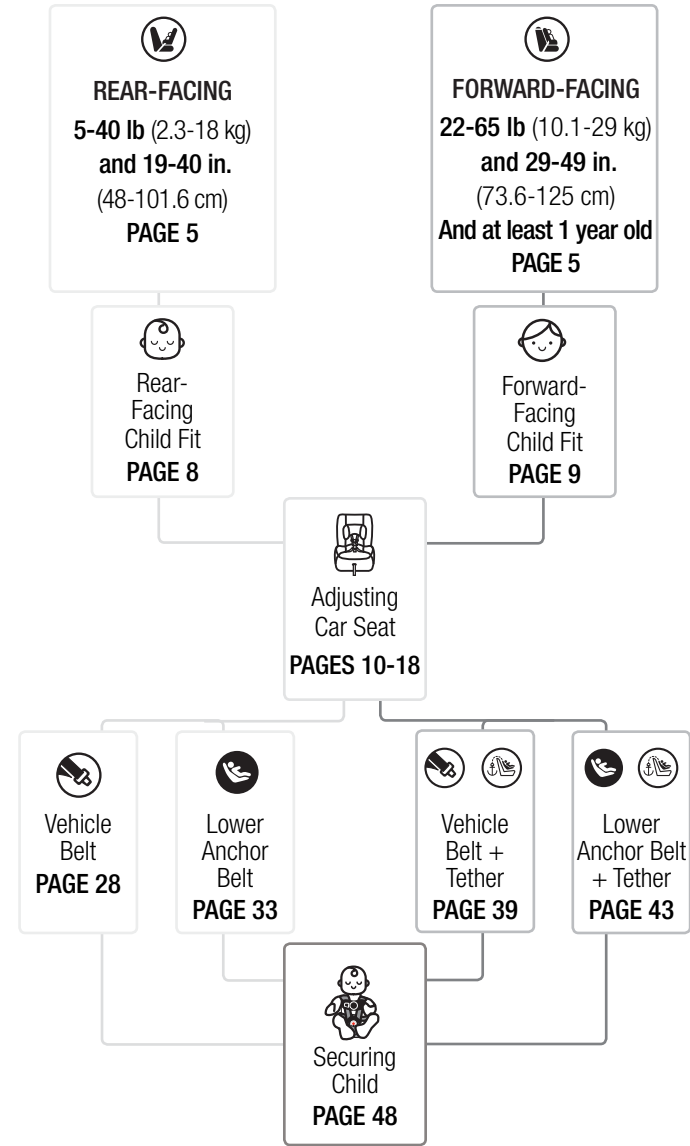 REAR-FACING
5-40 lb (2.3-18 kg)
and 19-40 in.
(48-101.6 cm)
PAGE 5
FORWARD-FACING
22-65 lb (10.1-29 kg)
and 29-49 in.
(73.6-125 cm)
And at least 1 year old
PAGE 5
Rear-
Facing
Child Fit
PAGE 8
Forward-
Facing
Child Fit
PAGE 9
Adjusting
Car Seat
PAGES 10-18
Vehicle
Belt
PAGE 28
Lower
Anchor
Belt
PAGE 33
Vehicle
Belt +
Tether
PAGE 39
Lower
Anchor Belt
+ Tether
PAGE 43
Securing
Child
PAGE 48